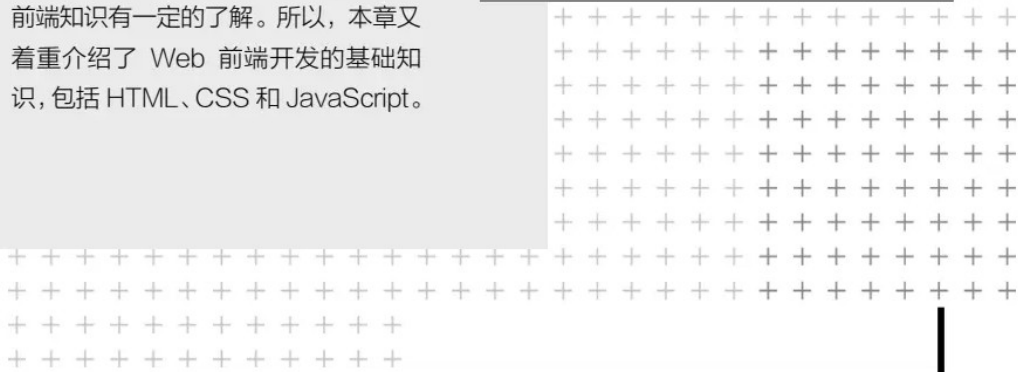 前端知识有一定的了解。所以，本章又
着重介绍了 Web 前端开发的基础知
识，包括 HTML、CSS 和 JavaScript。